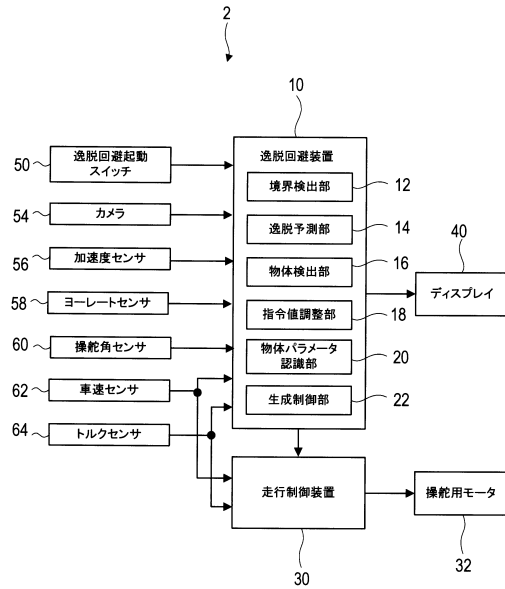 2
10
逸脱回避装置
50
逸脱回避起動
スイッチ
境界検出部
12
54
カメラ
逸脱予測部
14
56
加速度センサ
物体検出部
16
40
ディスプレイ
58
ヨーレートセンサ
指令値調整部
18
60
操舵角センサ
物体パラメータ
認識部
20
62
車速センサ
生成制御部
22
64
トルクセンサ
走行制御装置
30
操舵用モータ
32